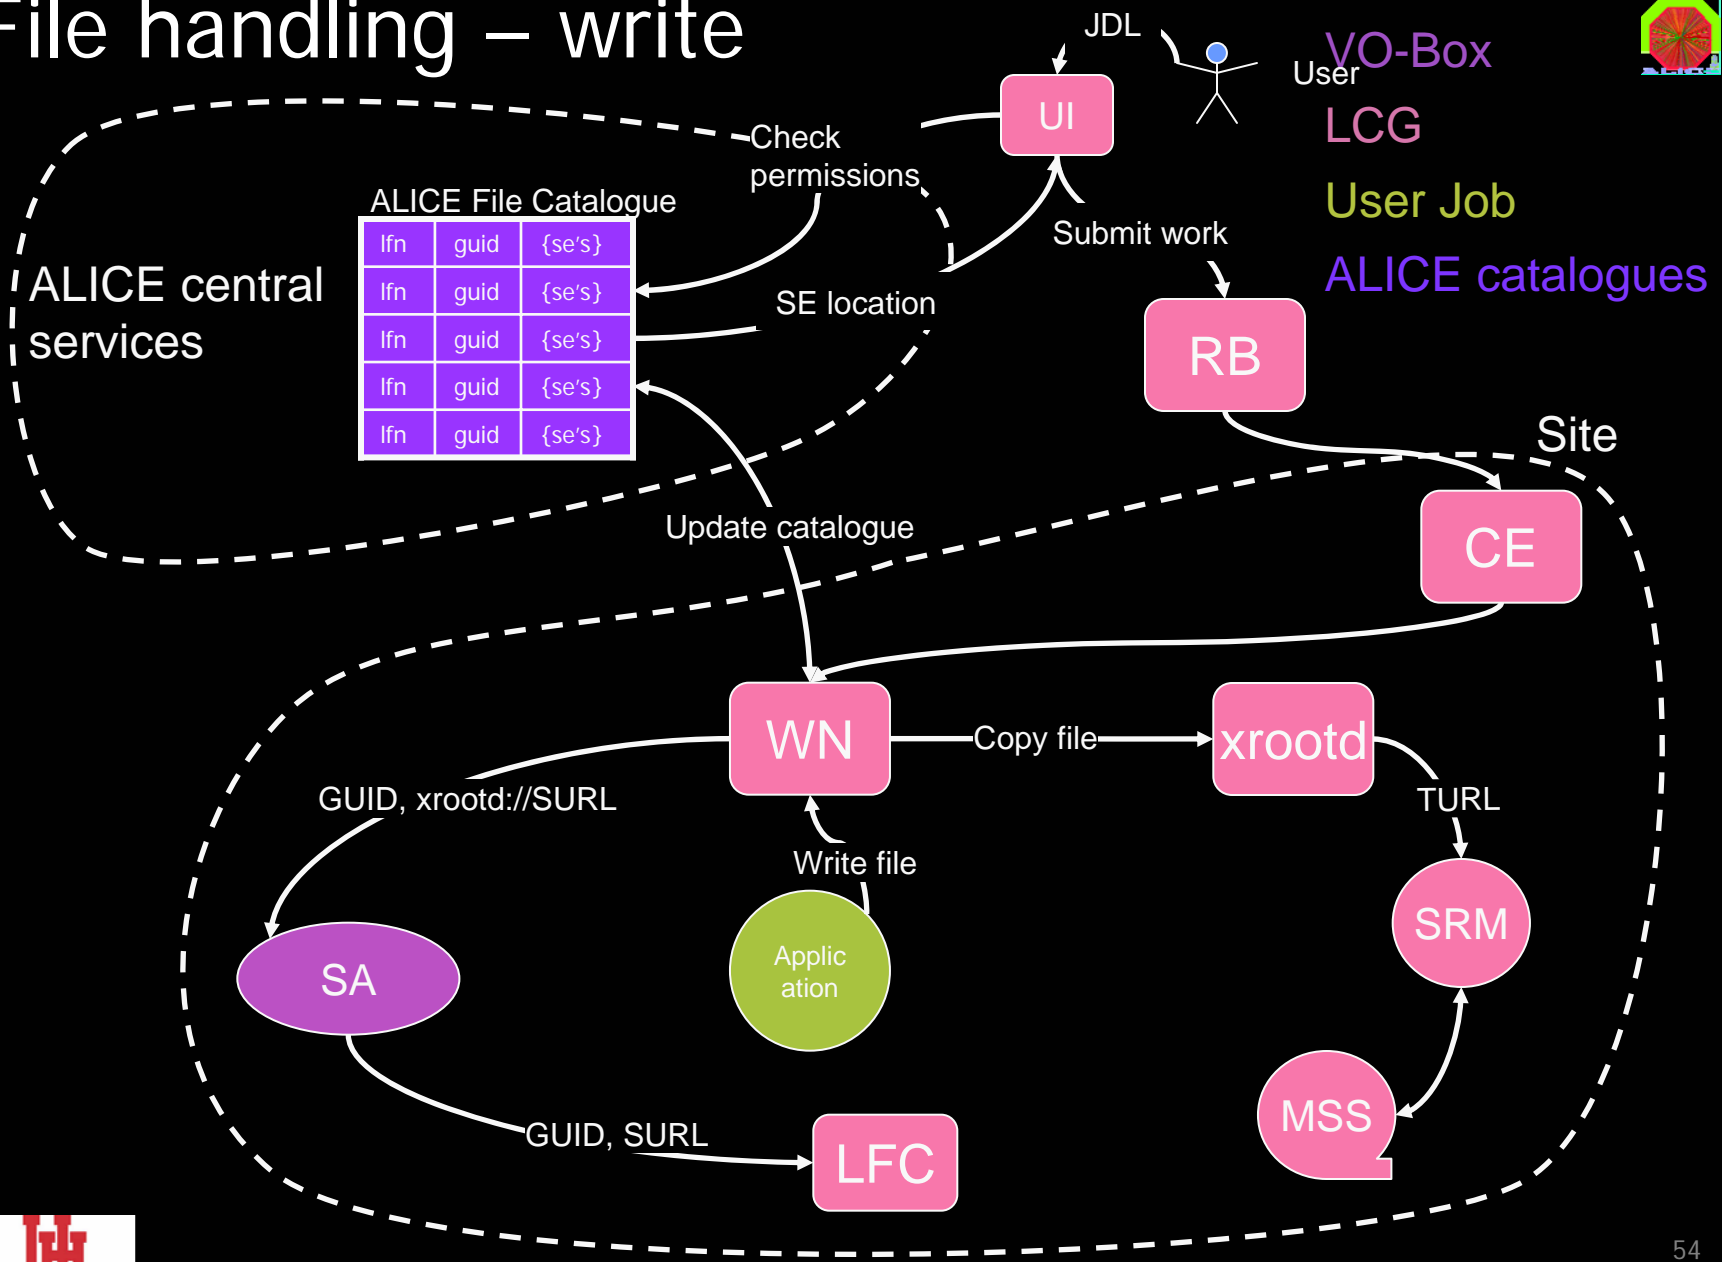 File handling – write
JDL
User
VO-Box
LCG
User Job
ALICE catalogues
UI
Check
permissions
ALICE File Catalogue
lfn guid {se's}
lfn guid {se's}
lfn guid {se's}
lfn guid {se's}
lfn guid {se's}
ALICE central
services
SE location
Submit work
RB
Site
CE
Update catalogue
WN
Copy file
xrootd
TURL
GUID, xrootd://SURL
Write file
SRM
Applic
ation
SA
MSS
GUID, SURL
LFC
54